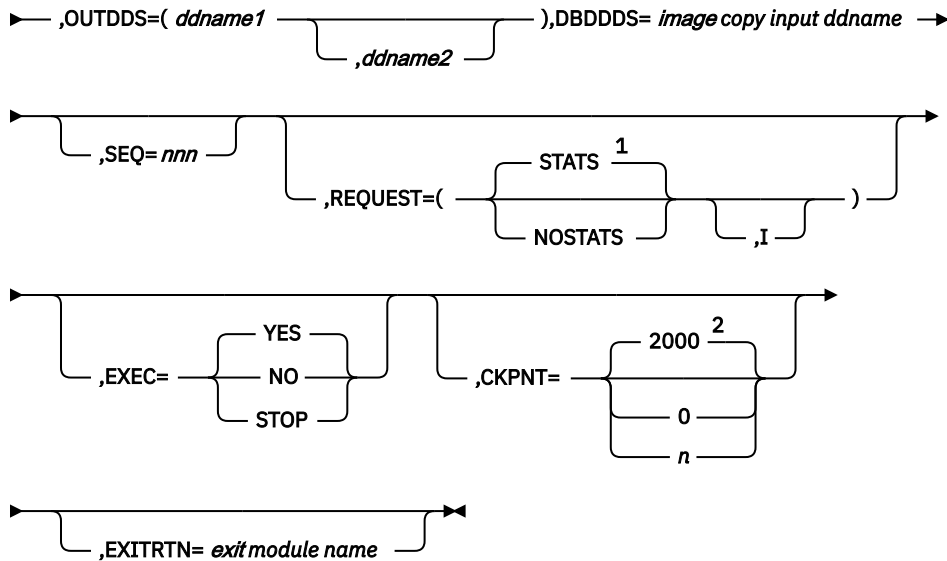 ,OUTDDS=( ddname1 ),DBDDDS= image copy input ddname
,ddname2
,SEQ= nnn
STATS 1
,REQUEST=( )
NOSTATS ,I
YES 2000 2
,EXEC= NO ,CKPNT=
STOP 0
n
,EXITRTN= exit module name